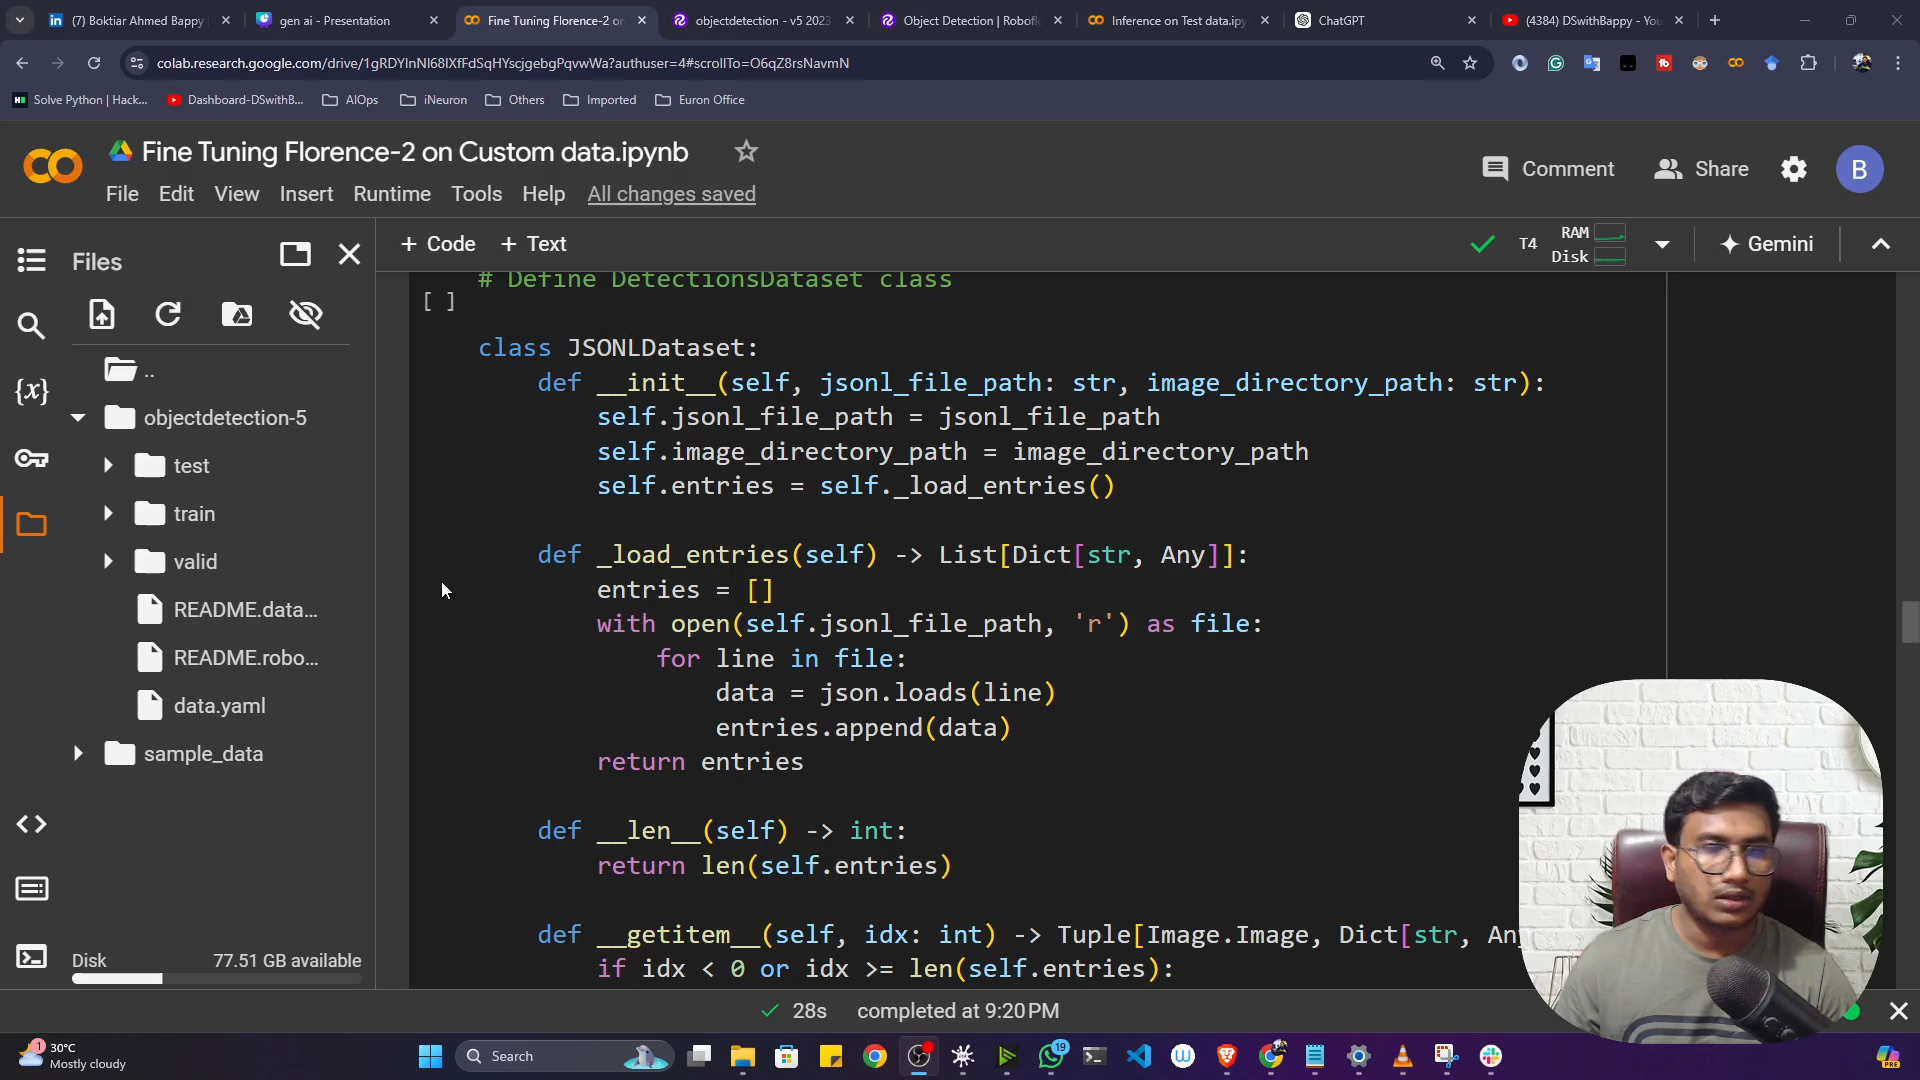 (7) Boktiar Ahmed Bappy
gen ai - Presentation
Fine Tuning Florence-2 on
objectdetection - v5 2023
Object Detection | Robofl
Inference on Test data.ipy
ChatGPT
(4384) DSwithBappy - You
colab.research.google.com/drive/1gRDYlnNl68lXfFdSqHYscjgebgPqvwWa?authuser=4#scrollTo=O6qZ8rsNavmN
Solve Python | Hack...
Dashboard-DSwithB...
AIOps
iNeuron
Others
Imported
Euron Office
Fine Tuning Florence-2 on Custom data.ipynb
File Edit View Insert Runtime Tools Help All changes saved
Comment
Share
B
Files
+ Code + Text
T4
RAM
Disk
Gemini
..
objectdetection-5
test
train
valid
README.data...
README.robo...
data.yaml
sample_data
Disk 77.51 GB available
# Define DetectionsDataset class
[ ]
class JSONLDataset:
def __init__(self, jsonl_file_path: str, image_directory_path: str):
self.jsonl_file_path = jsonl_file_path
self.image_directory_path = image_directory_path
self.entries = self._load_entries()
def _load_entries(self) -> List[Dict[str, Any]]:
entries = []
with open(self.jsonl_file_path, 'r') as file:
for line in file:
data = json.loads(line)
entries.append(data)
return entries
def __len__(self) -> int:
return len(self.entries)
def __getitem__(self, idx: int) -> Tuple[Image.Image, Dict[str, An
if idx < 0 or idx >= len(self.entries):
28s completed at 9:20 PM
1
30°C
Mostly cloudy
Search
19
PRE